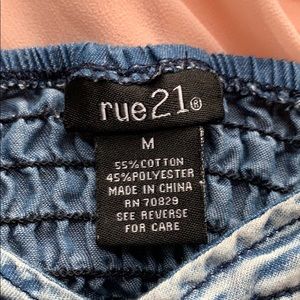 rue21®
M
55%COTTON
45%POLYESTER
MADE IN CHINA
RN 70829
SEE REVERSE
FOR CARE